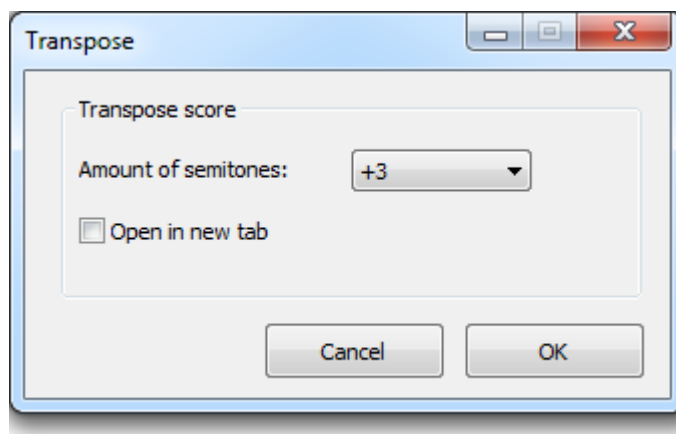 Transpose
Transpose score
Amount of semitones: +3
Open in new tab
Cancel OK